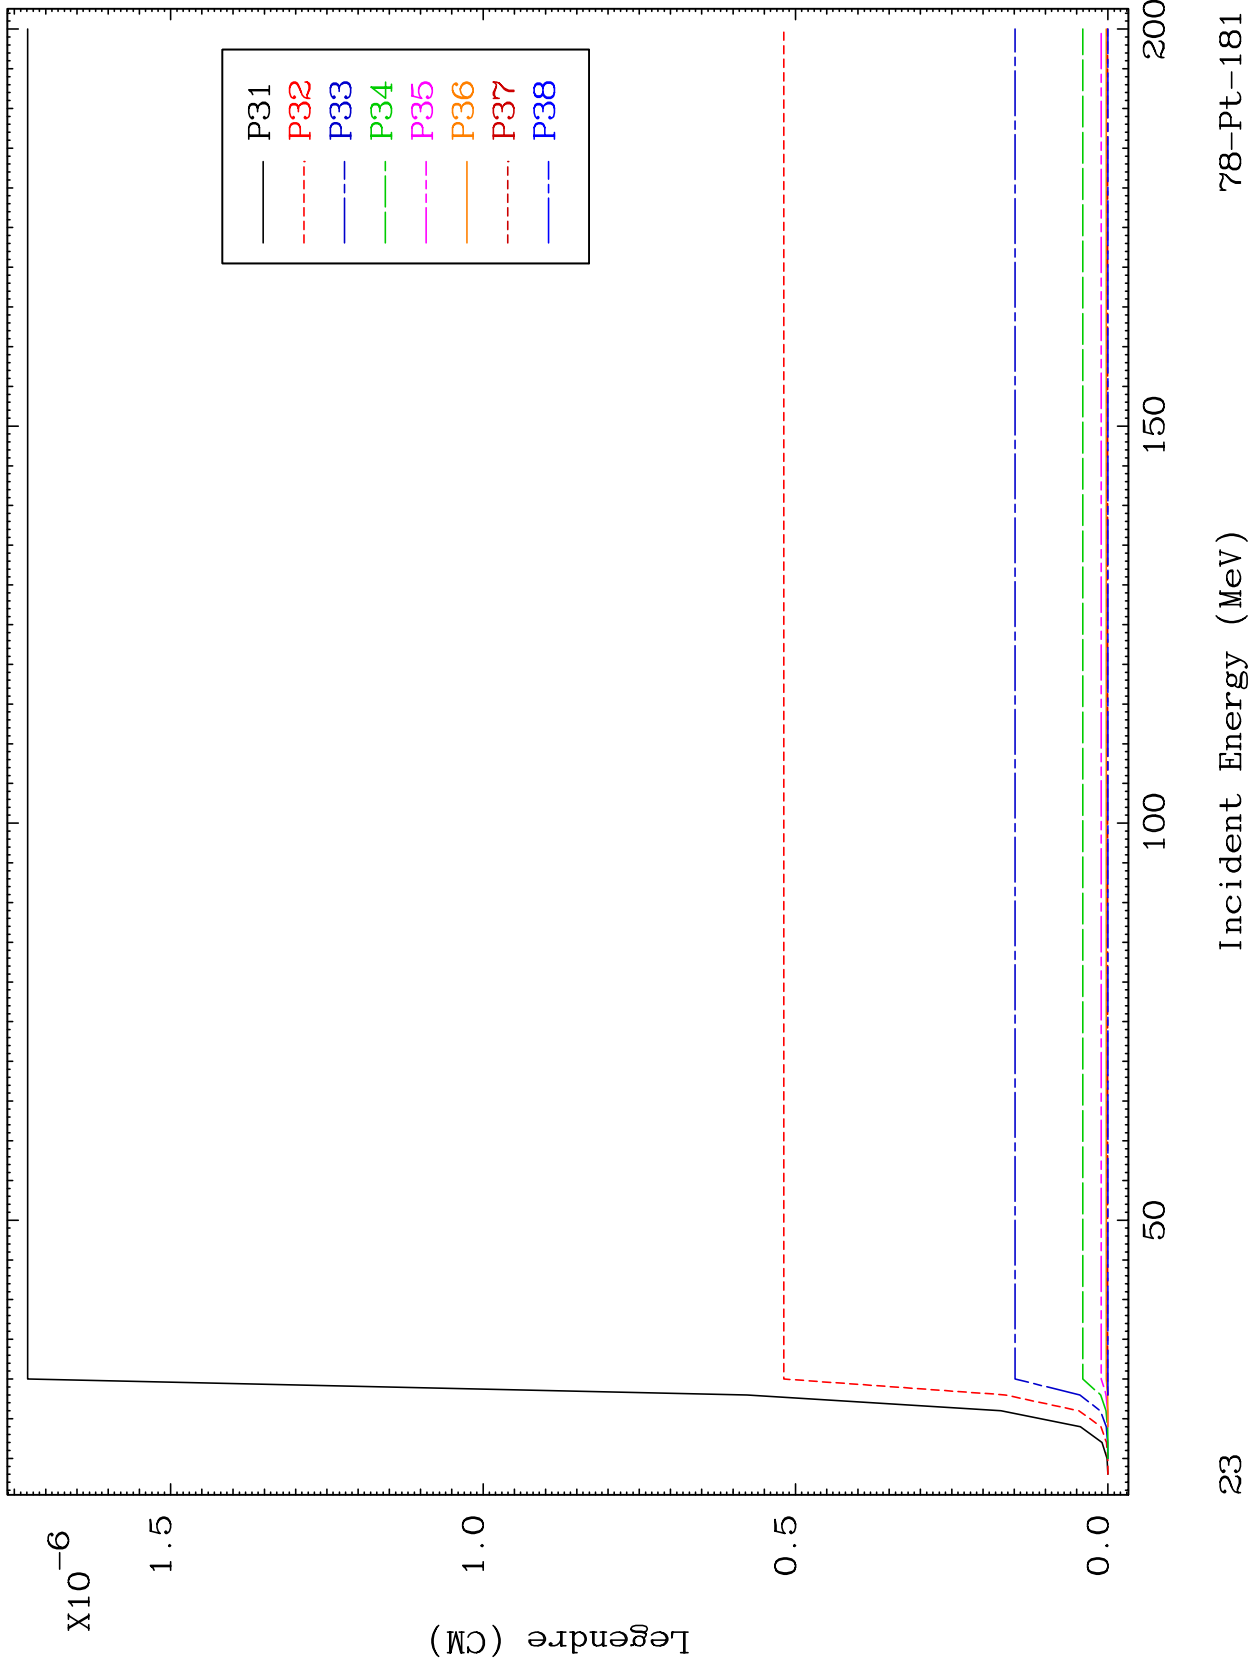 X10-6
1.5
1.0
0.5
0.0
Legendre (CM)
P31
P32
P33
P34
P35
P36
P37
P38
50
100
150
200
23
Incident Energy (MeV)
78-Pt-181